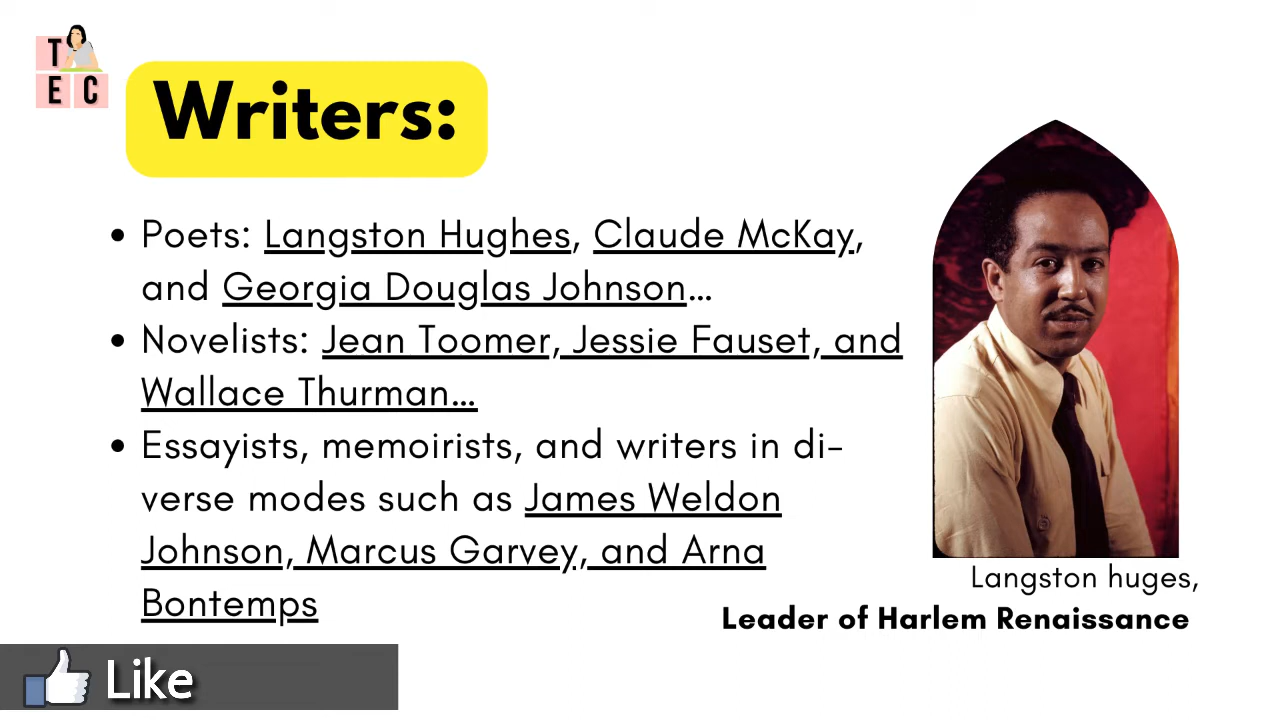 T
E C
Writers:
• Poets: Langston Hughes, Claude McKay,
and Georgia Douglas Johnson...
• Novelists: Jean Toomer, Jessie Fauset, and
Wallace Thurman...
• Essayists, memoirists, and writers in di-
verse modes such as James Weldon
Johnson, Marcus Garvey, and Arna
Bontemps
Langston huges,
Leader of Harlem Renaissance
Like